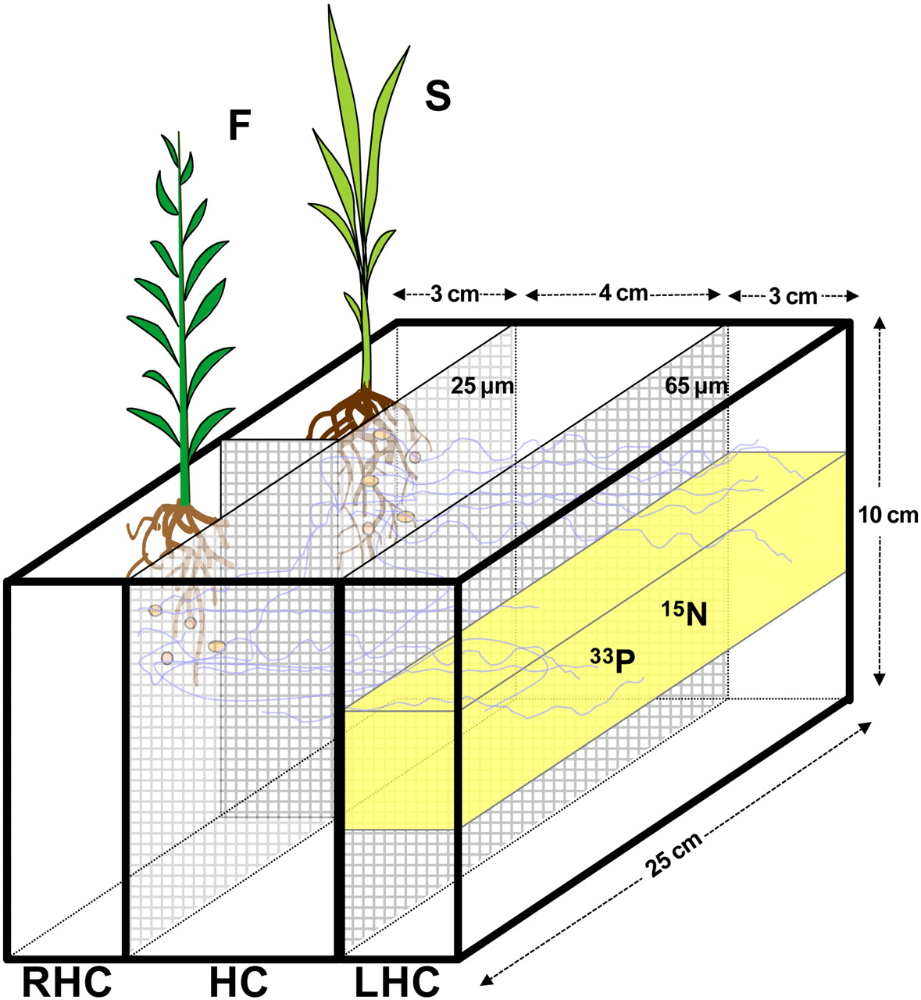 F
S
3 cm
4 cm
3 cm
25 µm
65 µm
10 cm
¹⁵N
³³P
25 cm
RHC
HC
LHC